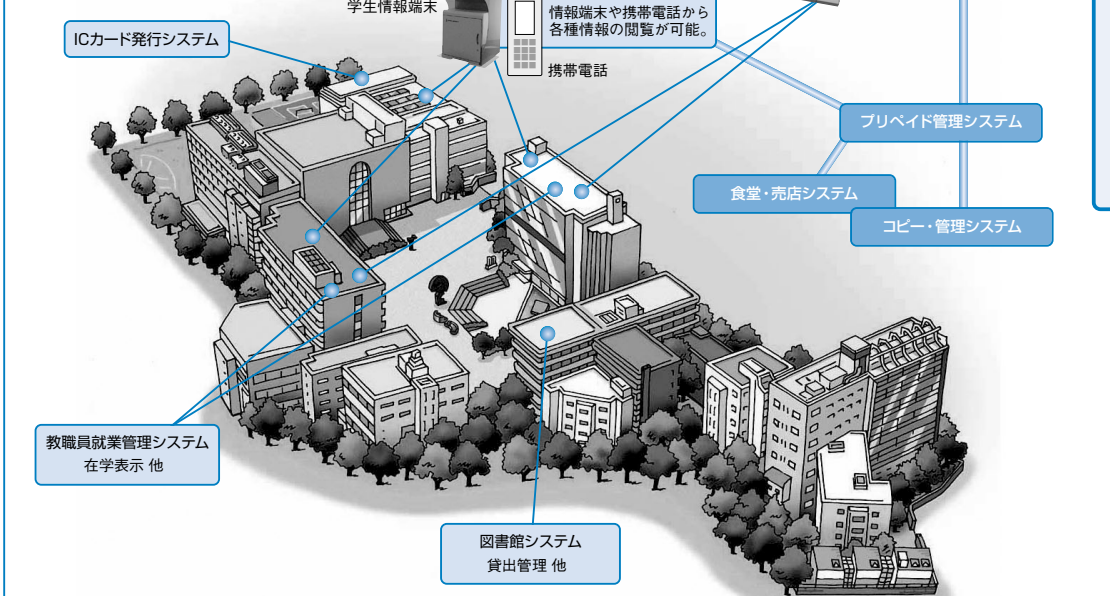 学生情報端末
情報端末や携帯電話から
各種情報の閲覧が可能。
ICカード発行システム
携帯電話
プリペイド管理システム
食堂・売店システム
コピー・管理システム
教職員就業管理システム
在学表示 他
図書館システム
貸出管理 他